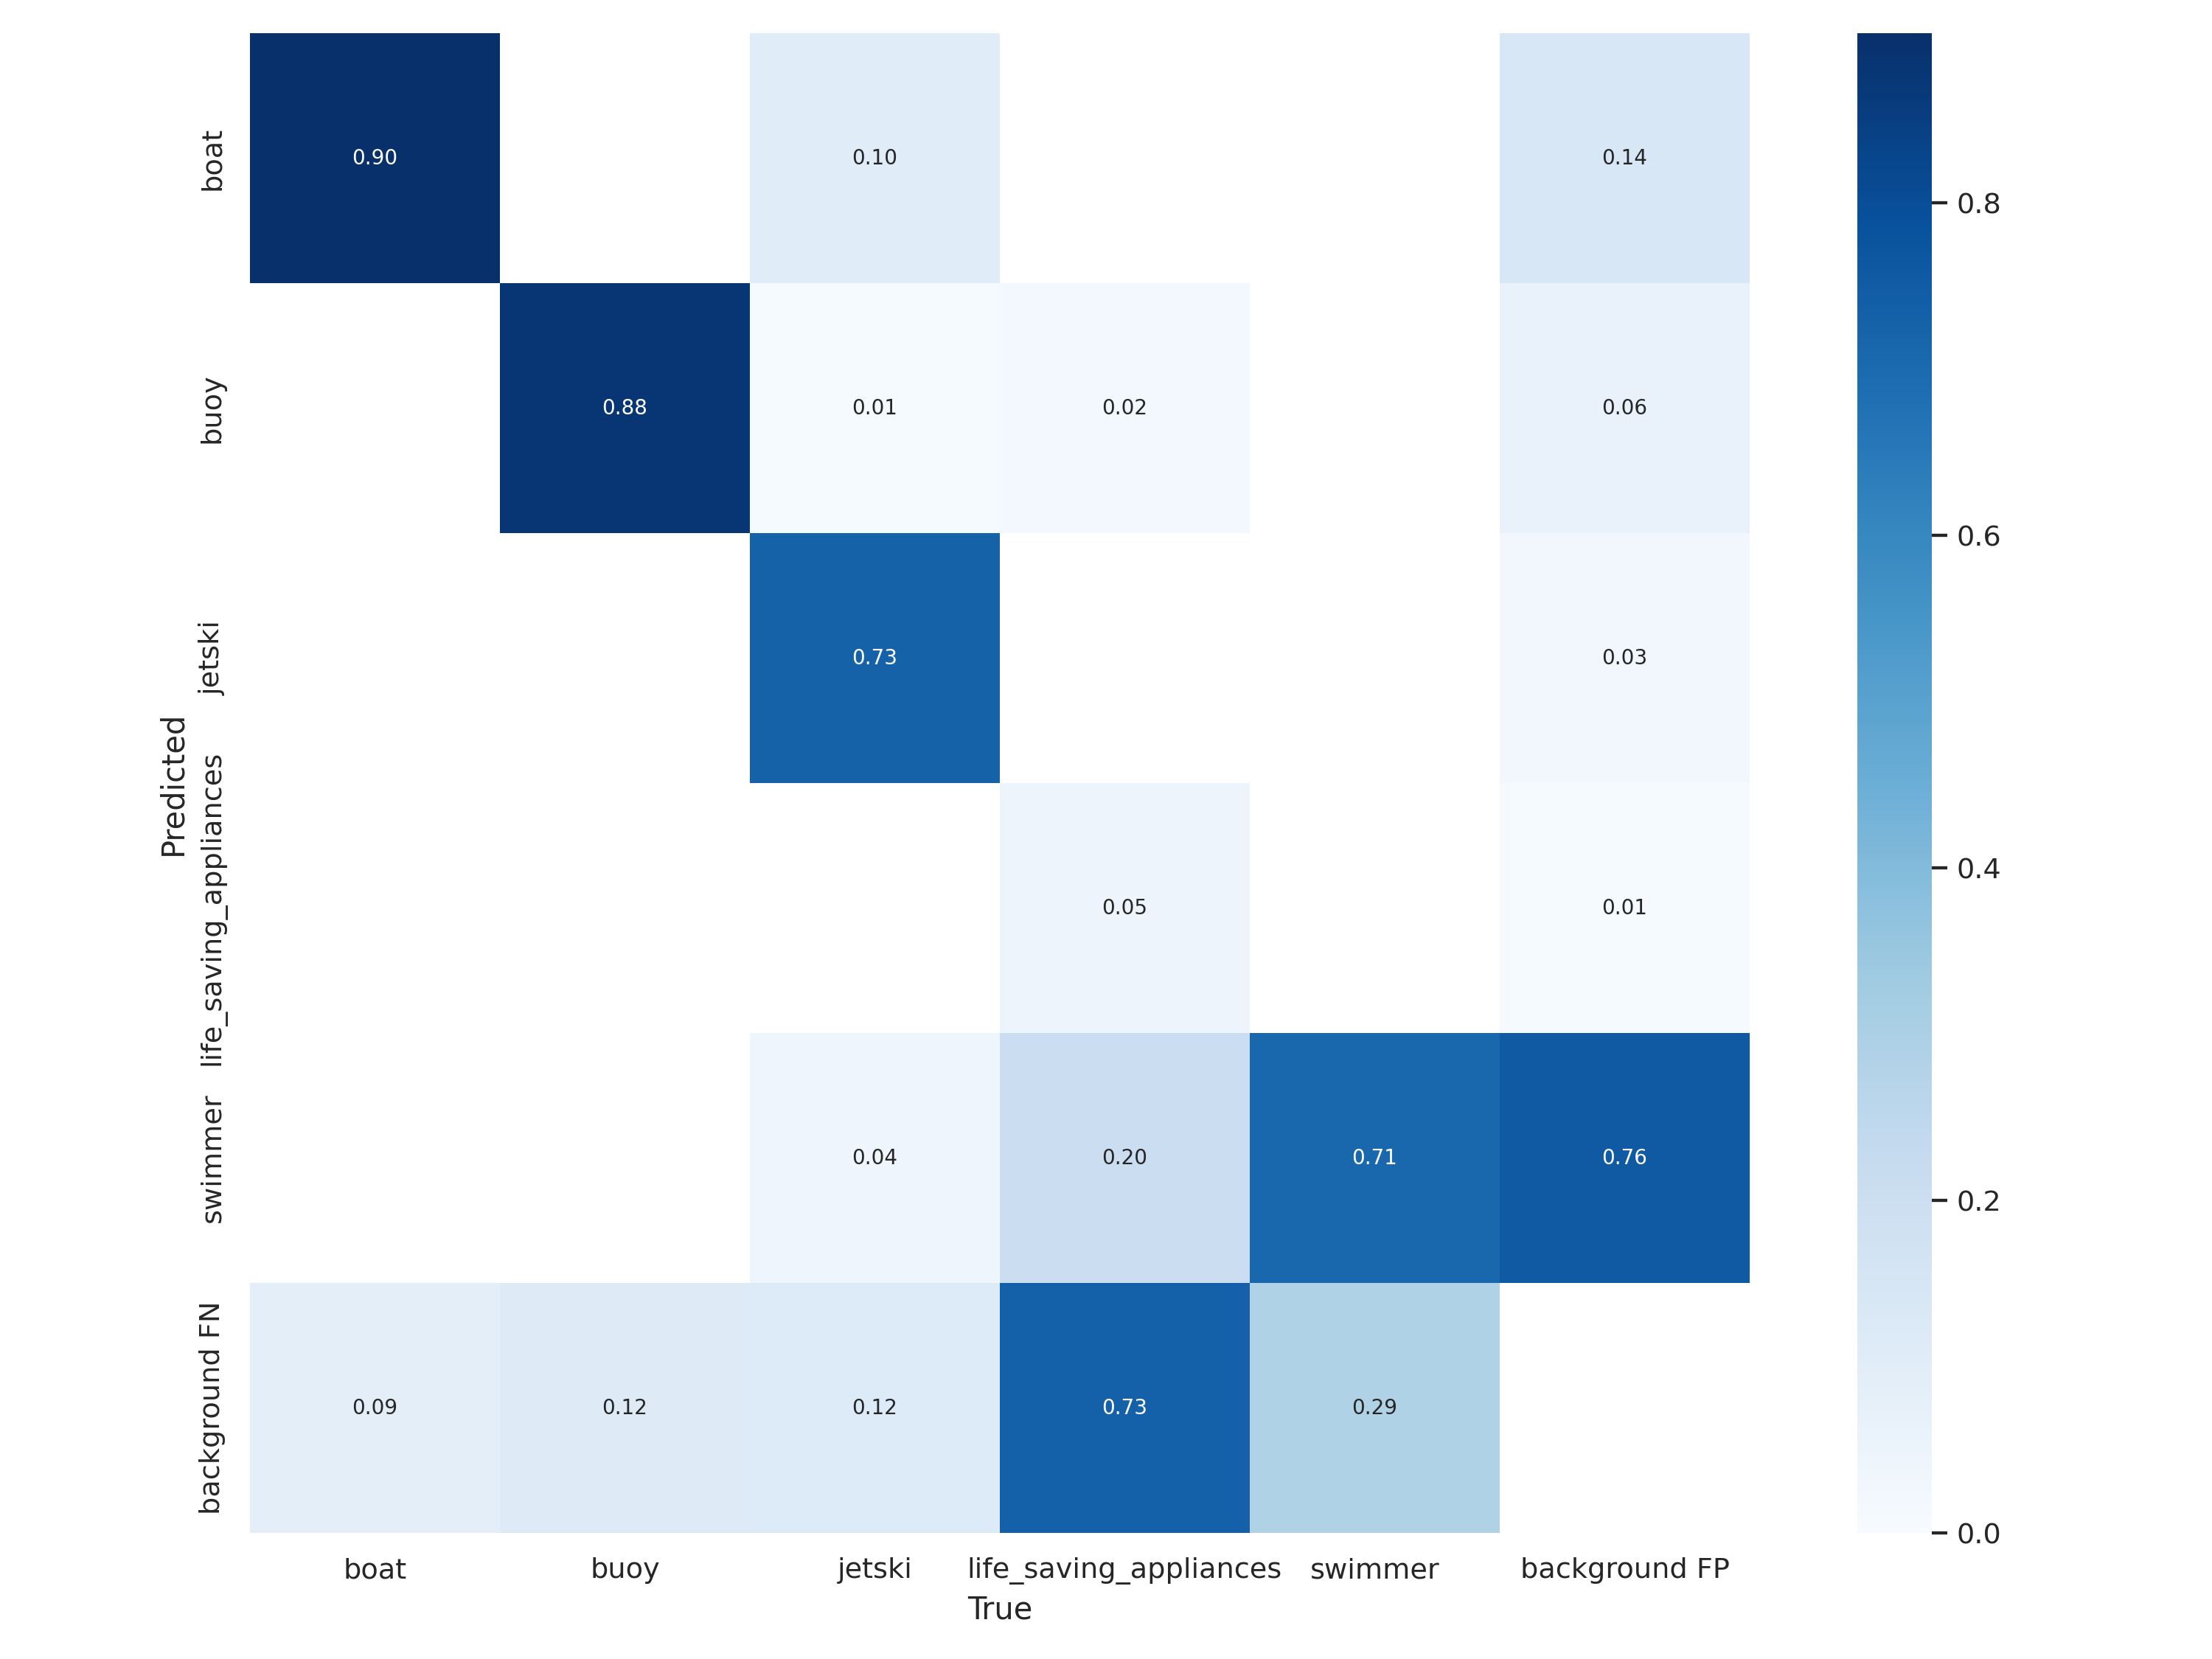 boat
0.90
0.10
0.14
0.8
buoy
0.88
0.01
0.02
0.06
0.6
jetski
0.73
0.03
Predicted
life_saving_appliances
0.05
0.01
0.4
swimmer
0.04
0.20
0.71
0.76
0.2
background FN
0.09
0.12
0.12
0.73
0.29
0.0
boat
buoy
jetski
life_saving_appliances
swimmer
background FP
True